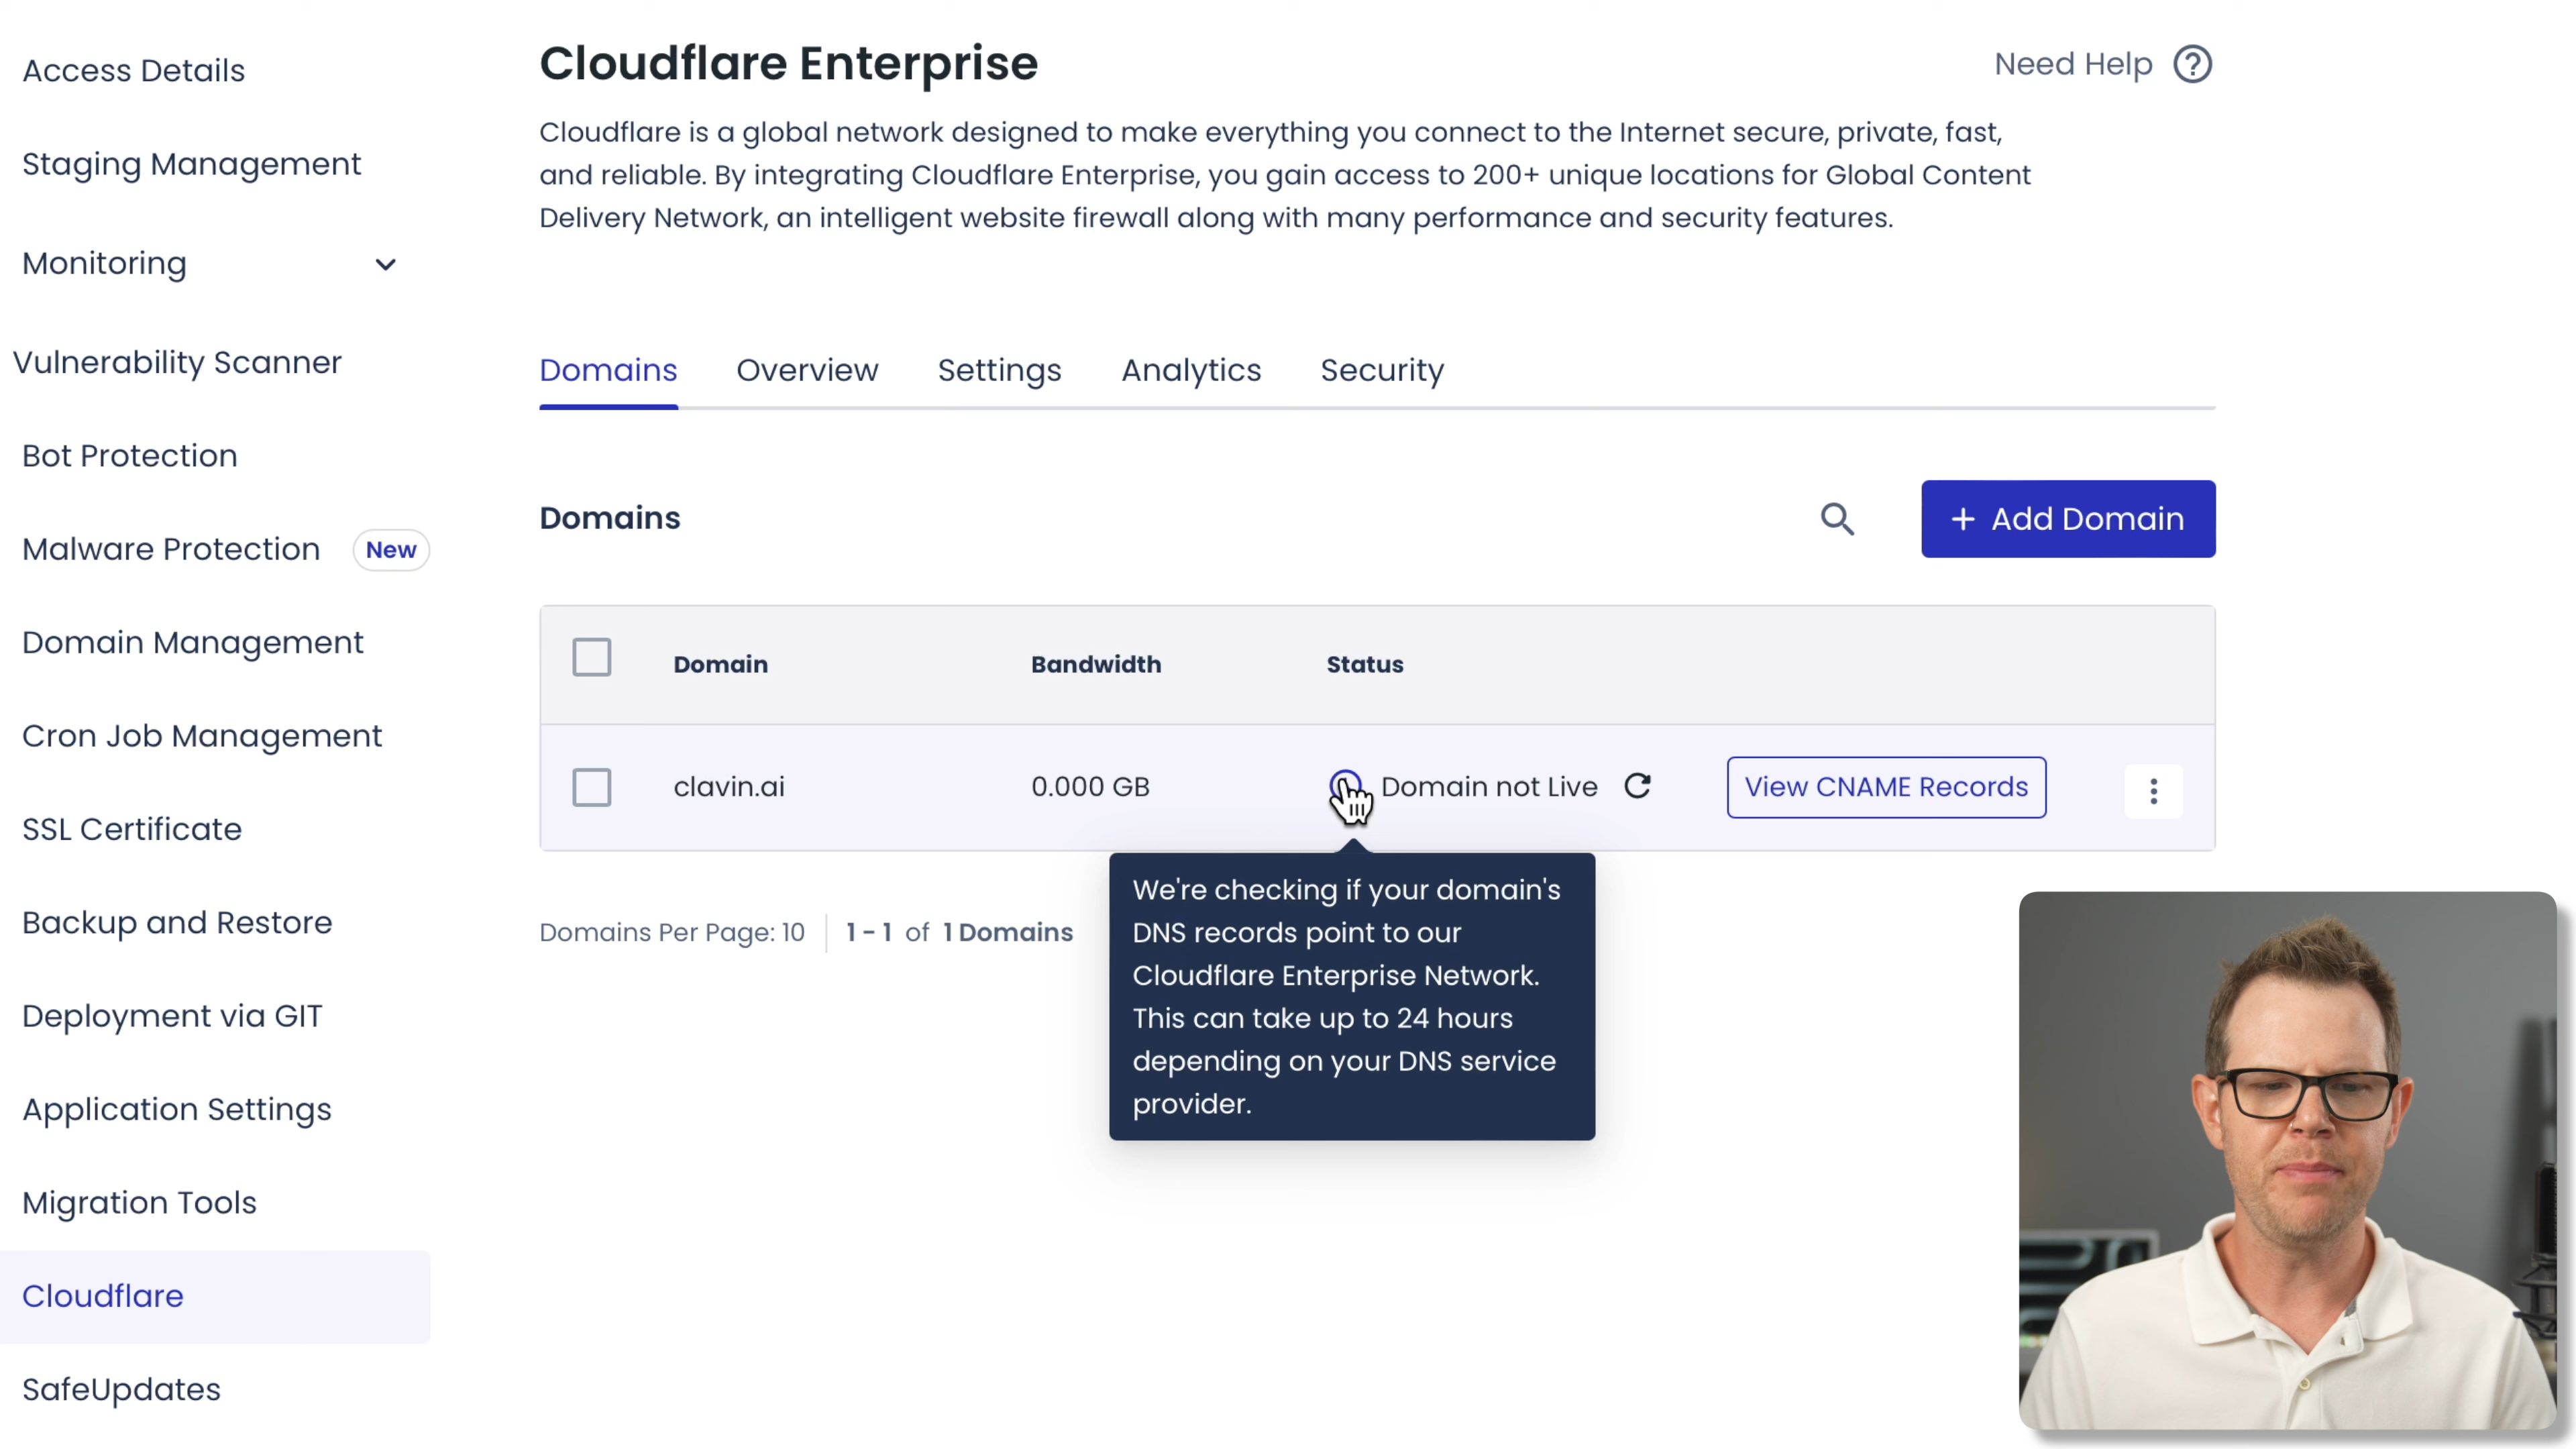 Access Details
Staging Management
Monitoring
Vulnerability Scanner
Bot Protection
Malware Protection New
Domain Management
Cron Job Management
SSL Certificate
Backup and Restore
Deployment via GIT
Application Settings
Migration Tools
Cloudflare
SafeUpdates
Cloudflare Enterprise
Need Help
Cloudflare is a global network designed to make everything you connect to the Internet secure, private, fast,
and reliable. By integrating Cloudflare Enterprise, you gain access to 200+ unique locations for Global Content
Delivery Network, an intelligent website firewall along with many performance and security features.
Domains Overview Settings Analytics Security
Domains
+ Add Domain
Domain Bandwidth Status
clavin.ai 0.000 GB Domain not Live View CNAME Records
We're checking if your domain's
DNS records point to our
Cloudflare Enterprise Network.
This can take up to 24 hours
depending on your DNS service
provider.
Domains Per Page: 10 1 - 1 of 1 Domains